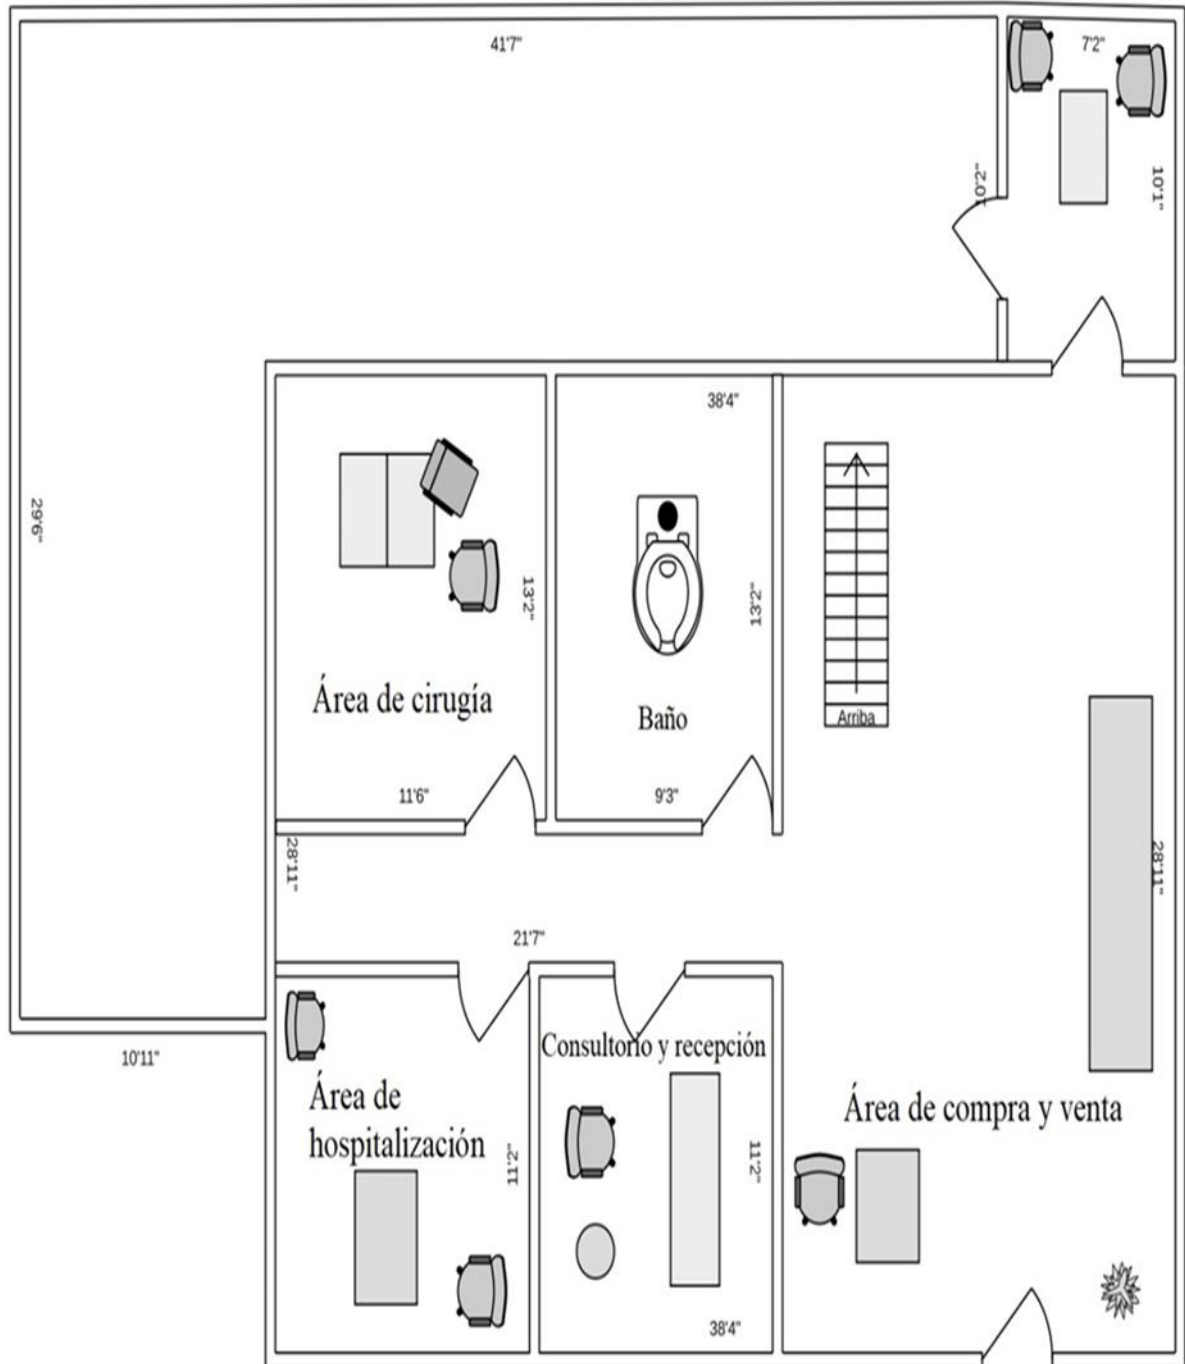 41'7"
7'2"
10'2"
10'1"
38'4"
29'6"
13'2"
13'2"
Área de cirugía
Baño
Arriba
11'6"
9'3"
28'11"
28'11"
21'7"
Consultorio y recepción
10'11"
Área de
hospitalización
Área de compra y venta
11'2"
11'2"
38'4"